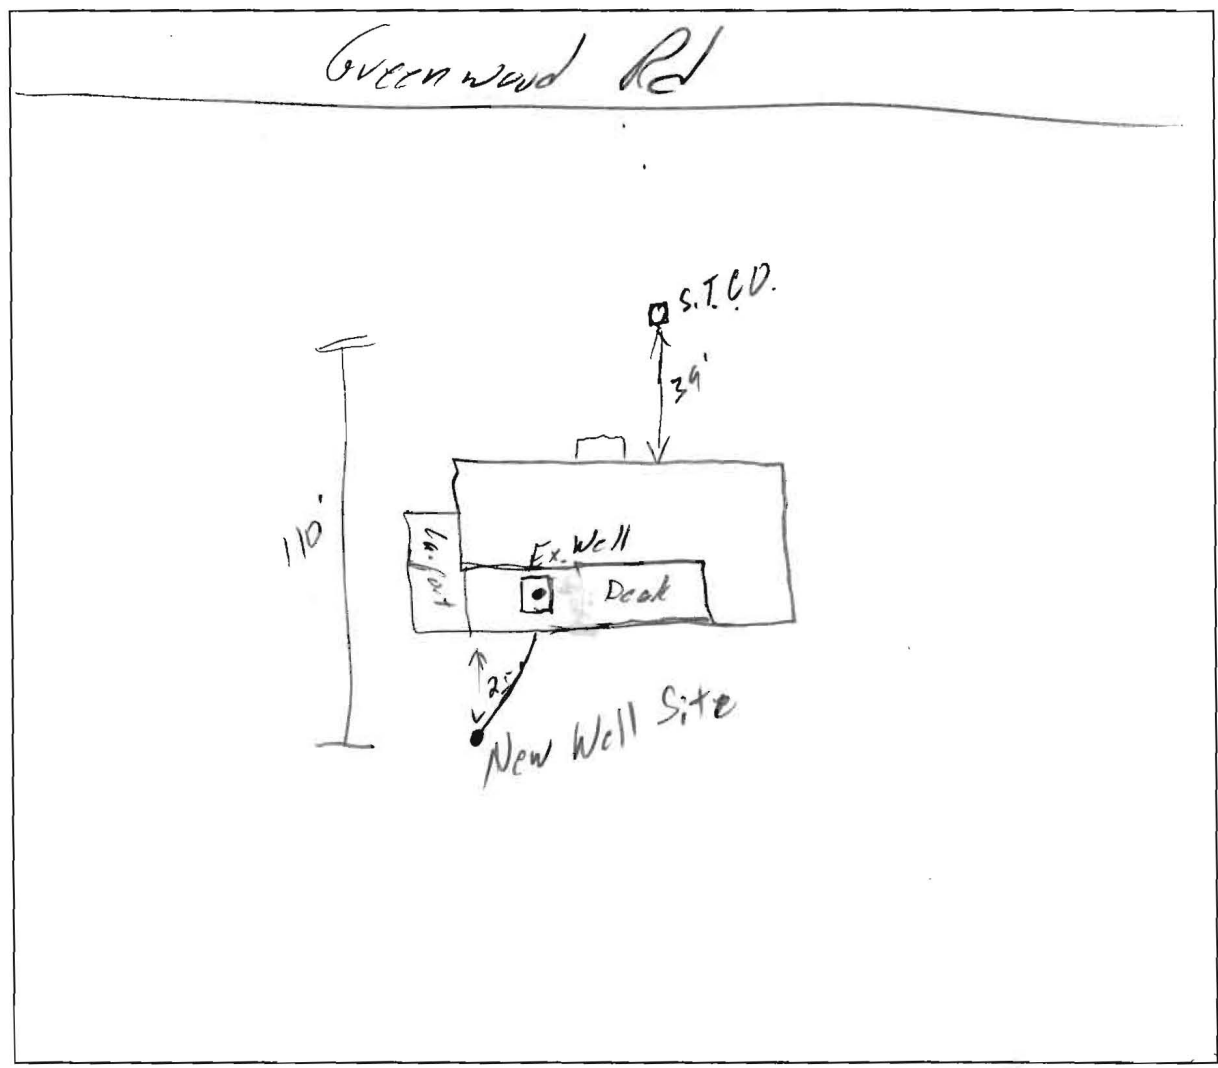 Greenwood Rd
S.T.C.O.
39'
110'
Ex. Well
Deck
25'
New Well Site